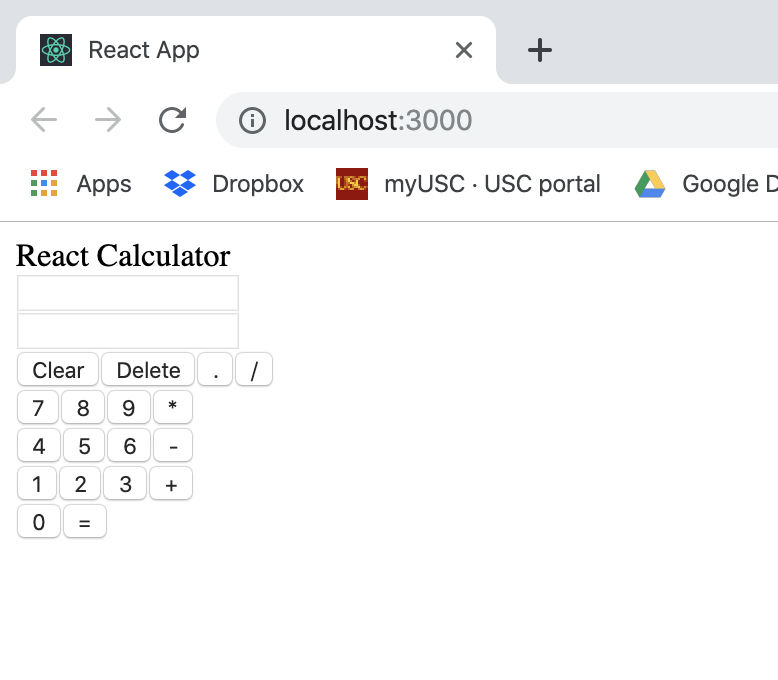 React App
localhost:3000
Apps Dropbox USC myUSC · USC portal Google D
React Calculator
Clear Delete . /
7 8 9 *
4 5 6 -
1 2 3 +
0 =